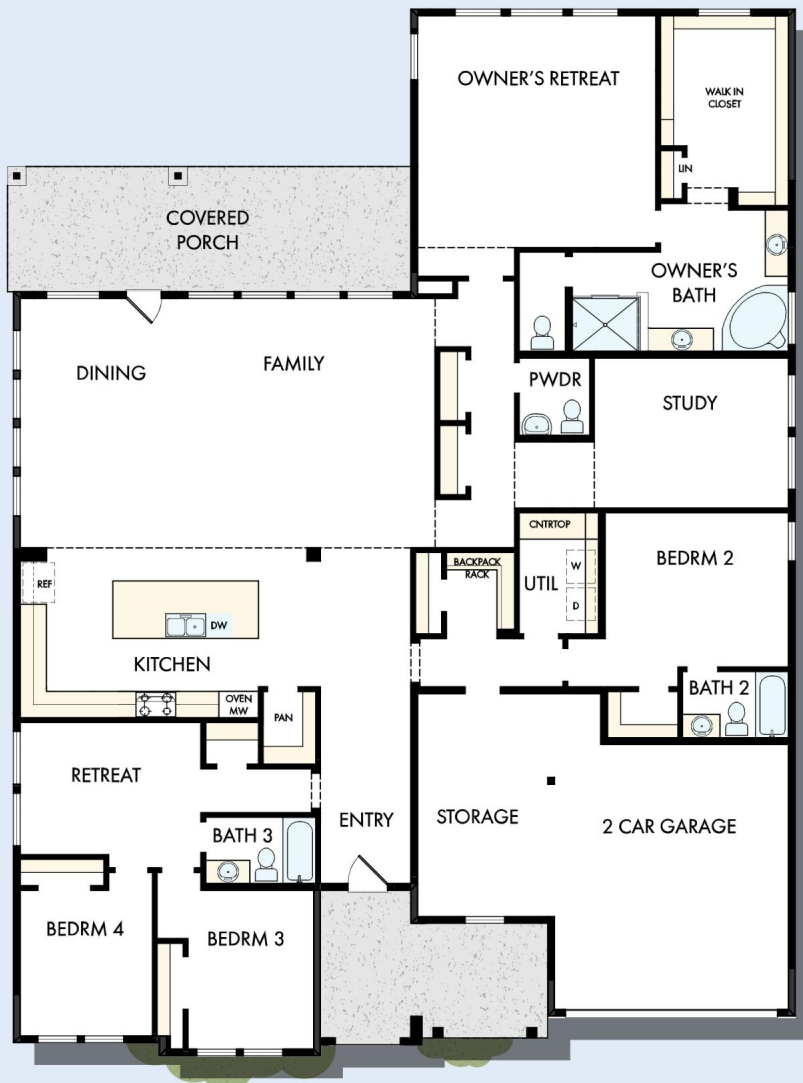 OWNER'S RETREAT
WALK IN
CLOSET
LIN
COVERED
PORCH
OWNER'S
BATH
DINING
FAMILY
PWDR
STUDY
CNTRTOP
BACKPACK
RACK
UTIL
W
D
BEDRM 2
REF
DW
KITCHEN
OVEN
MW
PAN
BATH 2
RETREAT
BATH 3
ENTRY
STORAGE
2 CAR GARAGE
BEDRM 4
BEDRM 3